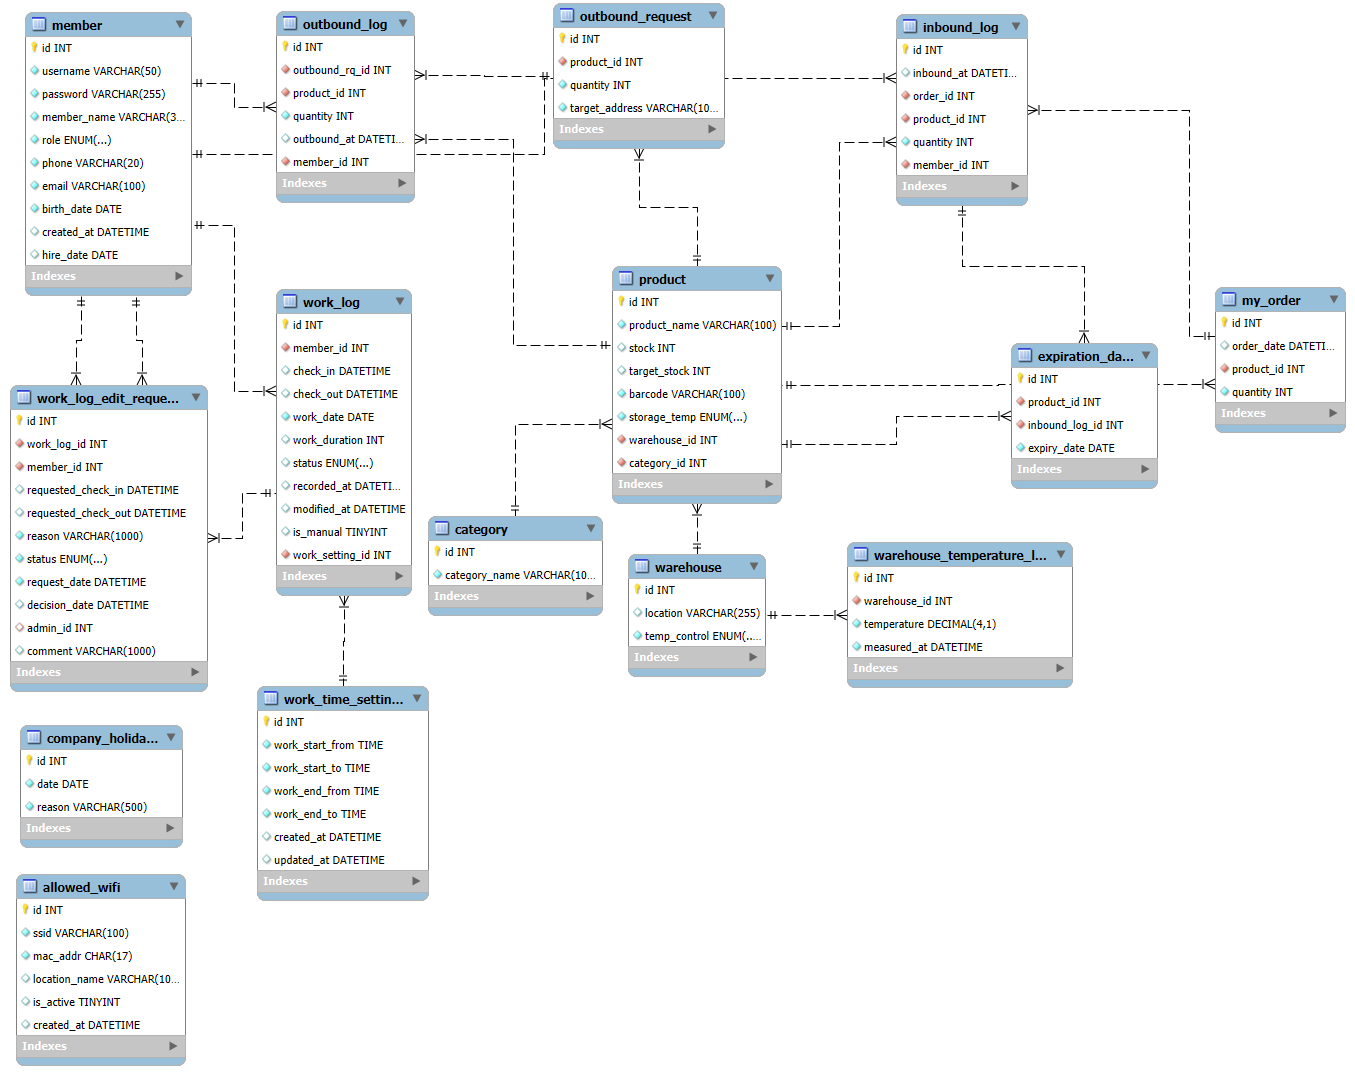 member
id INT
username VARCHAR(50)
password VARCHAR(255)
member_name VARCHAR(3...
role ENUM(...)
phone VARCHAR(20)
email VARCHAR(100)
birth_date DATE
created_at DATETIME
hire_date DATE
Indexes
outbound_log
id INT
outbound_rq_id INT
product_id INT
quantity INT
outbound_at DATETI...
member_id INT
Indexes
outbound_request
id INT
product_id INT
quantity INT
target_address VARCHAR(10...
Indexes
inbound_log
id INT
inbound_at DATETI...
order_id INT
product_id INT
quantity INT
member_id INT
Indexes
work_log
id INT
member_id INT
check_in DATETIME
check_out DATETIME
work_date DATE
work_duration INT
status ENUM(...)
recorded_at DATETI...
modified_at DATETIME
is_manual TINYINT
work_setting_id INT
Indexes
product
id INT
product_name VARCHAR(100)
stock INT
target_stock INT
barcode VARCHAR(100)
storage_temp ENUM(...)
warehouse_id INT
category_id INT
Indexes
expiration_da...
id INT
product_id INT
inbound_log_id INT
expiry_date DATE
Indexes
my_order
id INT
order_date DATETI...
product_id INT
quantity INT
Indexes
work_log_edit_reque...
id INT
work_log_id INT
member_id INT
requested_check_in DATETIME
requested_check_out DATETIME
reason VARCHAR(1000)
status ENUM(...)
request_date DATETIME
decision_date DATETIME
admin_id INT
comment VARCHAR(1000)
Indexes
category
id INT
category_name VARCHAR(10...
Indexes
warehouse
id INT
location VARCHAR(255)
temp_control ENUM(.....
Indexes
warehouse_temperature_l...
id INT
warehouse_id INT
temperature DECIMAL(4,1)
measured_at DATETIME
Indexes
work_time_settin...
id INT
work_start_from TIME
work_start_to TIME
work_end_from TIME
work_end_to TIME
created_at DATETIME
updated_at DATETIME
Indexes
company_holida...
id INT
date DATE
reason VARCHAR(500)
Indexes
allowed_wifi
id INT
ssid VARCHAR(100)
mac_addr CHAR(17)
location_name VARCHAR(10...
is_active TINYINT
created_at DATETIME
Indexes